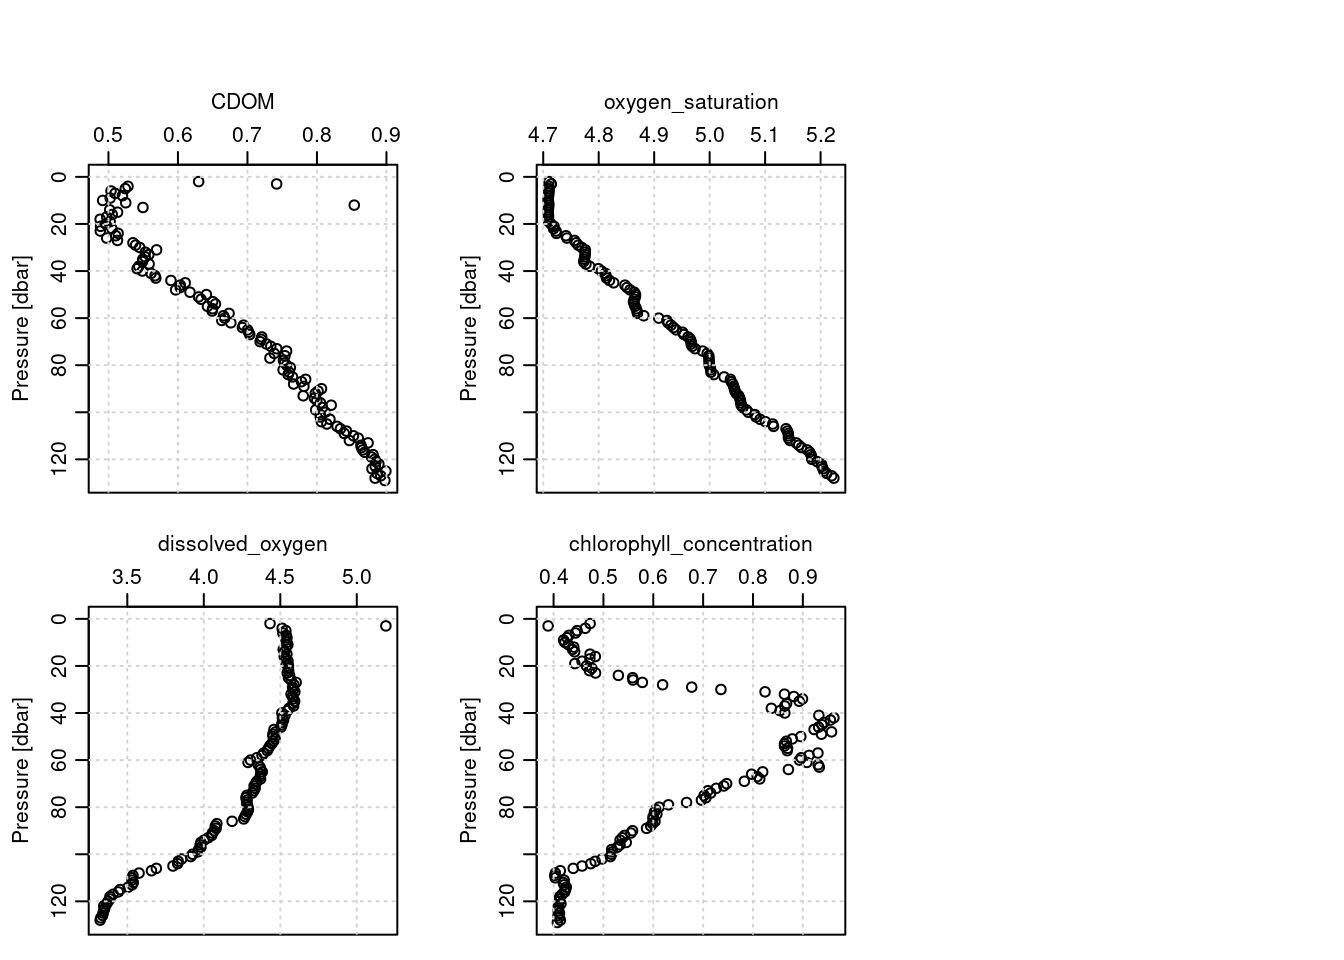 CDOM
0.5 0.6 0.7 0.8 0.9
Pressure [dbar]
0
20
40
60
80
120
oxygen_saturation
4.7 4.8 4.9 5.0 5.1 5.2
Pressure [dbar]
0
20
40
60
80
120
dissolved_oxygen
3.5 4.0 4.5 5.0
Pressure [dbar]
0
20
40
60
80
120
chlorophyll_concentration
0.4 0.5 0.6 0.7 0.8 0.9
Pressure [dbar]
0
20
40
60
80
120